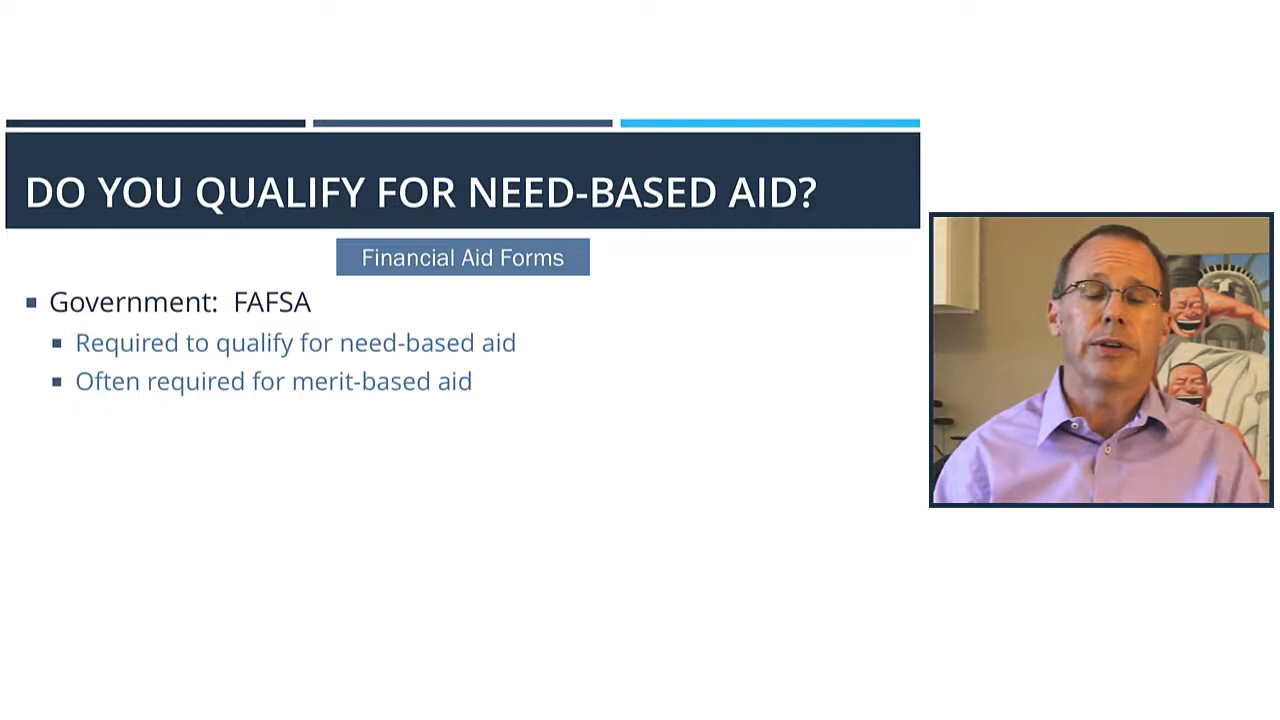 DO YOU QUALIFY FOR NEED-BASED AID?
Financial Aid Forms
Government: FAFSA
Required to qualify for need-based aid
Often required for merit-based aid